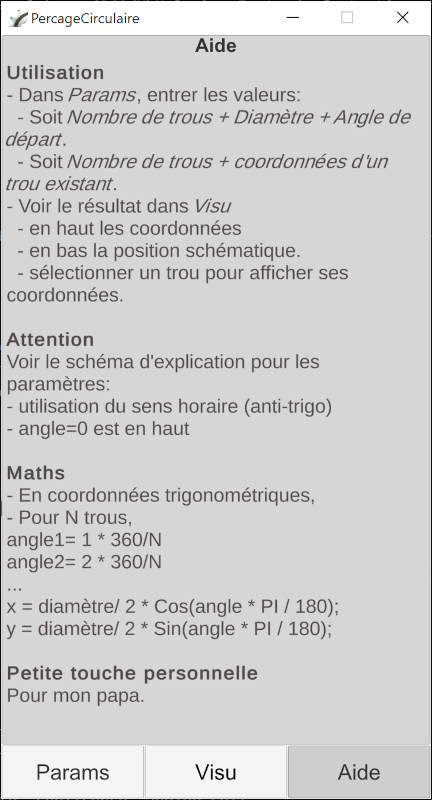 PercageCirculaire
Aide
Utilisation
- Dans Params, entrer les valeurs:
- Soit Nombre de trous + Diamètre + Angle de
départ.
- Soit Nombre de trous + coordonnées d'un
trou existant.
- Voir le résultat dans Visu
- en haut les coordonnées
- en bas la position schématique.
- sélectionner un trou pour afficher ses
coordonnées.
Attention
Voir le schéma d'explication pour les
paramètres:
- utilisation du sens horaire (anti-trigo)
- angle=0 est en haut
Maths
- En coordonnées trigonométriques,
- Pour N trous,
angle1= 1 * 360/N
angle2= 2 * 360/N
...
x = diamètre/ 2 * Cos(angle * PI / 180);
y = diamètre/ 2 * Sin(angle * PI / 180);
Petite touche personnelle
Pour mon papa.
Params
Visu
Aide